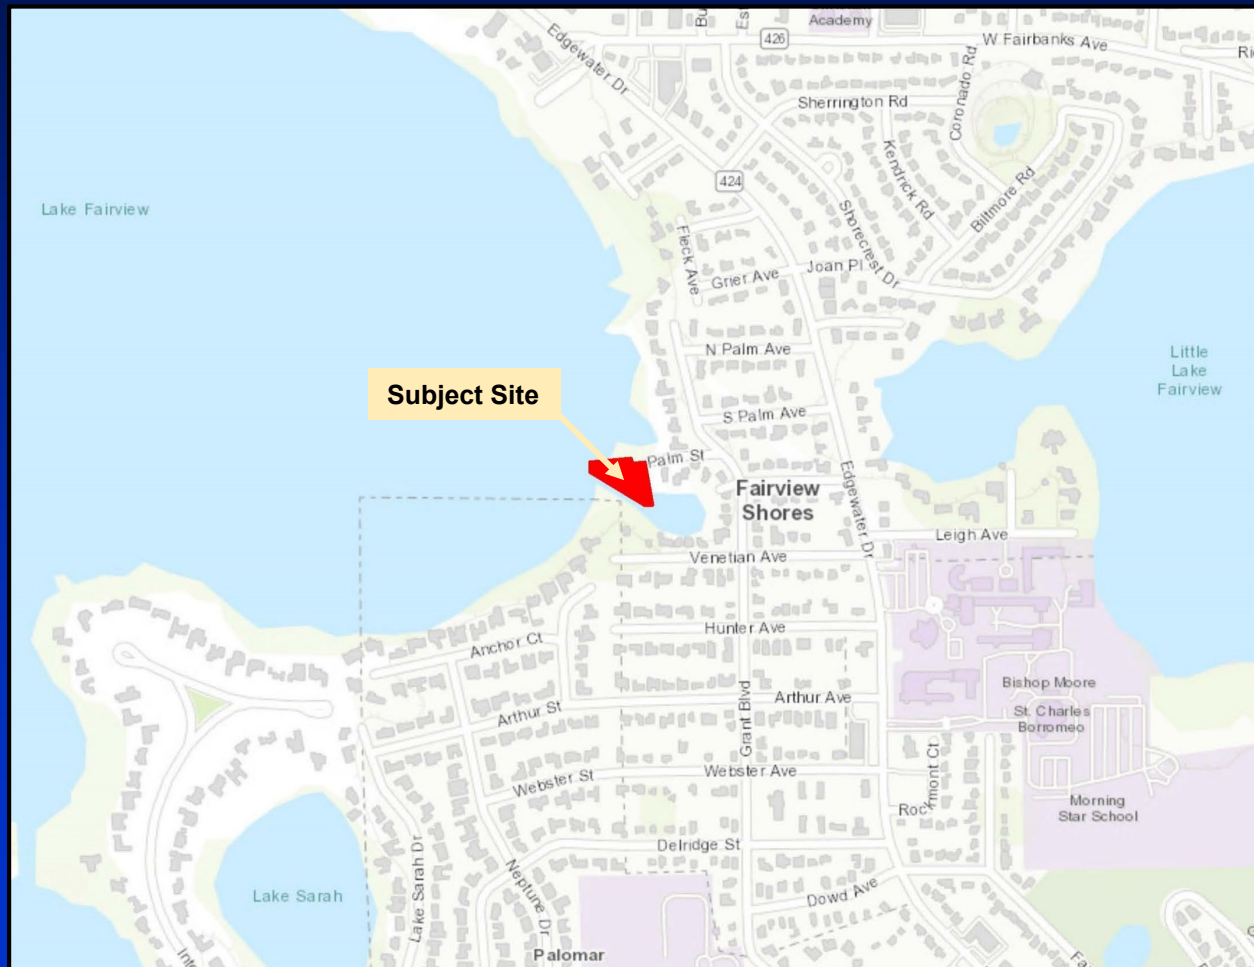 Bu
Est
Academy
426
W Fairbanks Ave
Edgewater Dr
Sherrington Rd
Coronado Rd
Kendrick Rd
424
Biltmore Rd
Lake Fairview
Shorecrest Dr
Fleck Ave
Joan Pl
Grier Ave
N Palm Ave
Little
Lake
Fairview
Subject Site
S Palm Ave
Palm St
Fairview
Shores
Edgewater Dr
Leigh Ave
Venetian Ave
Hunter Ave
Anchor Ct
Bishop Moore
Arthur Ave
St. Charles
Borromeo
Arthur St
Grant Blvd
Webster Ave
Webster St
Rockmont Ct
Morning
Star School
Delridge St
Lake Sarah Dr
Neptune Dr
Dowd Ave
Lake Sarah
Palomar